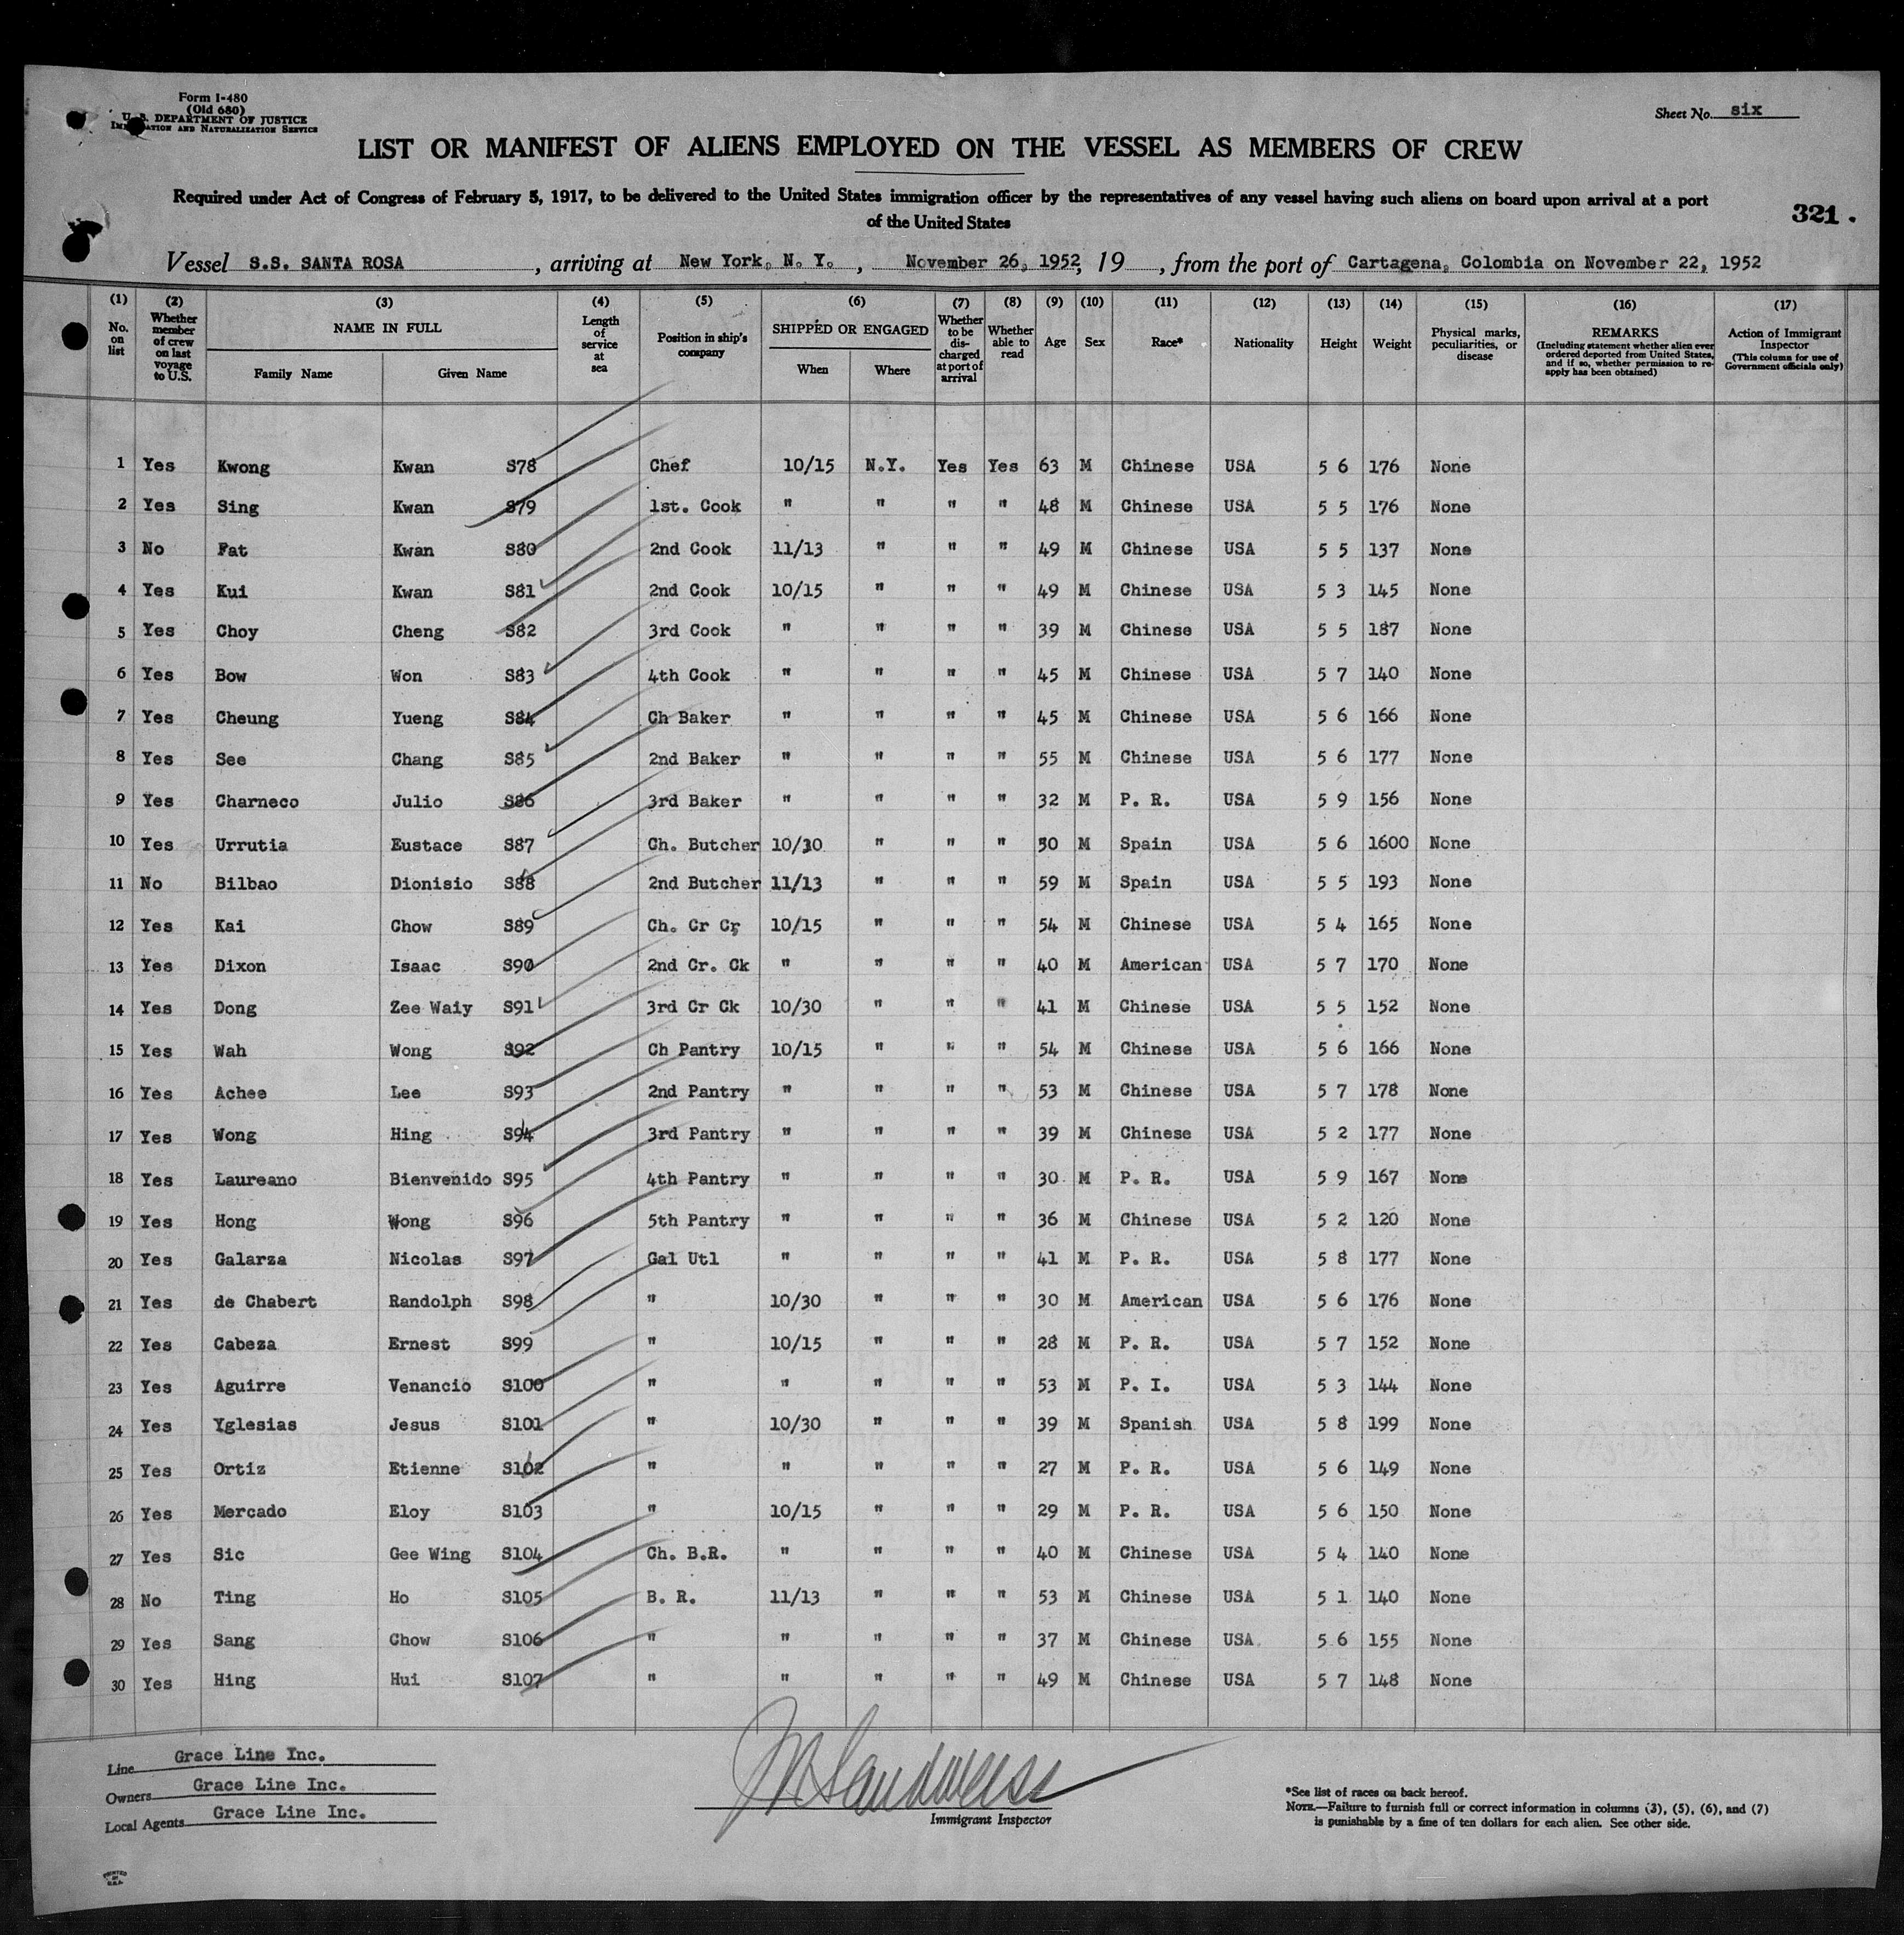 Form I-480
(Old 680)
U. S. DEPARTMENT OF JUSTICE
IMMIGRATION AND NATURALIZATION SERVICE
Sheet No. six
LIST OR MANIFEST OF ALIENS EMPLOYED ON THE VESSEL AS MEMBERS OF CREW
Required under Act of Congress of February 5, 1917, to be delivered to the United States immigration officer by the representatives of any vessel having such aliens on board upon arrival at a port
of the United States
321.
Vessel S.S. SANTA ROSA, arriving at New York, N. Y., November 26, 1952, 19, from the port of Cartagena, Colombia on November 22, 1952
(1) No. on list (2) Whether member of crew on last voyage to U.S. (3) NAME IN FULL Family Name Given Name (4) Length of service at sea (5) Position in ship's company (6) SHIPPED OR ENGAGED When Where (7) Whether to be discharged at port of arrival (8) Whether able to read (9) Age (10) Sex (11) Race* (12) Nationality (13) Height (14) Weight (15) Physical marks, peculiarities, or disease (16) REMARKS (Including statement whether alien ever ordered deported from United States, and if so, whether permission to re-apply has been obtained) (17) Action of Immigrant Inspector (This column for use of Government officials only)
1 Yes Kwong Kwan S78 Chef 10/15 N.Y. Yes Yes 63 M Chinese USA 5 6 176 None
2 Yes Sing Kwan S79 1st. Cook " " " " 48 M Chinese USA 5 5 176 None
3 No Fat Kwan S80 2nd Cook 11/13 " " " 49 M Chinese USA 5 5 137 None
4 Yes Kui Kwan S81 2nd Cook 10/15 " " " 49 M Chinese USA 5 3 145 None
5 Yes Choy Cheng S82 3rd Cook " " " " 39 M Chinese USA 5 5 187 None
6 Yes Bow Won S83 4th Cook " " " " 45 M Chinese USA 5 7 140 None
7 Yes Cheung Yueng S84 Ch Baker " " " " 45 M Chinese USA 5 6 166 None
8 Yes See Chang S85 2nd Baker " " " " 55 M Chinese USA 5 6 177 None
9 Yes Charneco Julio S86 3rd Baker " " " " 32 M P. R. USA 5 9 156 None
10 Yes Urrutia Eustace S87 Ch. Butcher 10/30 " " " 50 M Spain USA 5 6 1600 None
11 No Bilbao Dionisio S88 2nd Butcher 11/13 " " " 59 M Spain USA 5 5 193 None
12 Yes Kai Chow S89 Ch. Cr Cr 10/15 " " " 54 M Chinese USA 5 4 165 None
13 Yes Dixon Isaac S90 2nd Cr. Ck " " " " 40 M American USA 5 7 170 None
14 Yes Dong Zee Waiy S91 3rd Cr Ck 10/30 " " " 41 M Chinese USA 5 5 152 None
15 Yes Wah Wong S92 Ch Pantry 10/15 " " " 54 M Chinese USA 5 6 166 None
16 Yes Achee Lee S93 2nd Pantry " " " " 53 M Chinese USA 5 7 178 None
17 Yes Wong Hing S94 3rd Pantry " " " " 39 M Chinese USA 5 2 177 None
18 Yes Laureano Bienvenido S95 4th Pantry " " " " 30 M P. R. USA 5 9 167 None
19 Yes Hong Wong S96 5th Pantry " " " " 36 M Chinese USA 5 2 120 None
20 Yes Galarza Nicolas S97 Gal Utl " " " " 41 M P. R. USA 5 8 177 None
21 Yes de Chabert Randolph S98 " 10/30 " " " 30 M American USA 5 6 176 None
22 Yes Cabeza Ernest S99 " 10/15 " " " 28 M P. R. USA 5 7 152 None
23 Yes Aguirre Venancio S100 " " " " " 53 M P. I. USA 5 3 144 None
24 Yes Yglesias Jesus S101 " 10/30 " " " 39 M Spanish USA 5 8 199 None
25 Yes Ortiz Etienne S102 " " " " " 27 M P. R. USA 5 6 149 None
26 Yes Mercado Eloy S103 " 10/15 " " " 29 M P. R. USA 5 6 150 None
27 Yes Sic Gee Wing S104 Ch. B.R. " " " " 40 M Chinese USA 5 4 140 None
28 No Ting Ho S105 B. R. 11/13 " " " 53 M Chinese USA 5 1 140 None
29 Yes Sang Chow S106 " " " " " 37 M Chinese USA. 5 6 155 None
30 Yes Hing Hui S107 " " " " " 49 M Chinese USA 5 7 148 None
Line Grace Line Inc.
Owners Grace Line Inc.
Local Agents Grace Line Inc.
Immigrant Inspector
*See list of races on back hereof.
NOTE.—Failure to furnish full or correct information in columns (3), (5), (6), and (7)
is punishable by a fine of ten dollars for each alien. See other side.
PRINTED
IN
U.S.A.